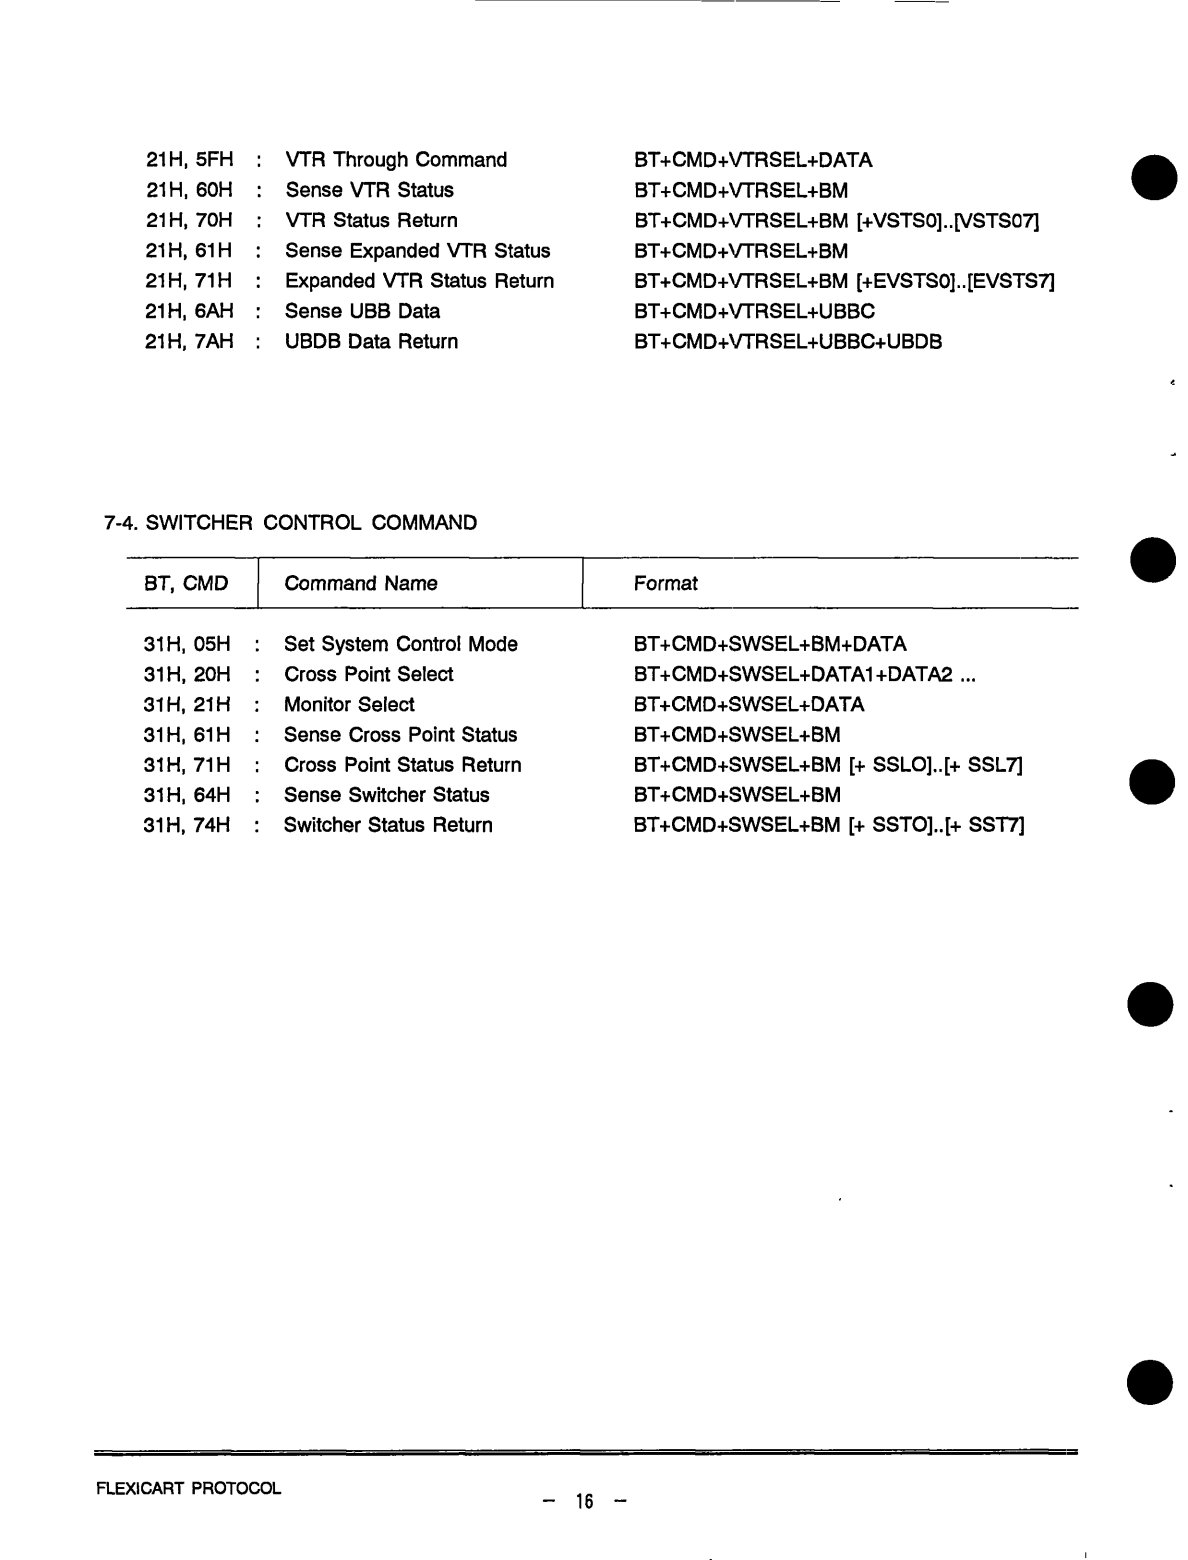 21H, 5FH : VTR Through Command BT+CMD+VTRSEL+DATA
21H, 60H : Sense VTR Status BT+CMD+VTRSEL+BM
21H, 70H : VTR Status Return BT+CMD+VTRSEL+BM [+VSTS0]..[VSTS07]
21H, 61H : Sense Expanded VTR Status BT+CMD+VTRSEL+BM
21H, 71H : Expanded VTR Status Return BT+CMD+VTRSEL+BM [+EVSTS0]..[EVSTS7]
21H, 6AH : Sense UBB Data BT+CMD+VTRSEL+UBBC
21H, 7AH : UBDB Data Return BT+CMD+VTRSEL+UBBC+UBDB
7-4. SWITCHER CONTROL COMMAND
BT, CMD Command Name Format
31H, 05H : Set System Control Mode BT+CMD+SWSEL+BM+DATA
31H, 20H : Cross Point Select BT+CMD+SWSEL+DATA1+DATA2 ...
31H, 21H : Monitor Select BT+CMD+SWSEL+DATA
31H, 61H : Sense Cross Point Status BT+CMD+SWSEL+BM
31H, 71H : Cross Point Status Return BT+CMD+SWSEL+BM [+ SSLO]..[+ SSL7]
31H, 64H : Sense Switcher Status BT+CMD+SWSEL+BM
31H, 74H : Switcher Status Return BT+CMD+SWSEL+BM [+ SSTO]..[+ SST7]
FLEXICART PROTOCOL
– 16 –